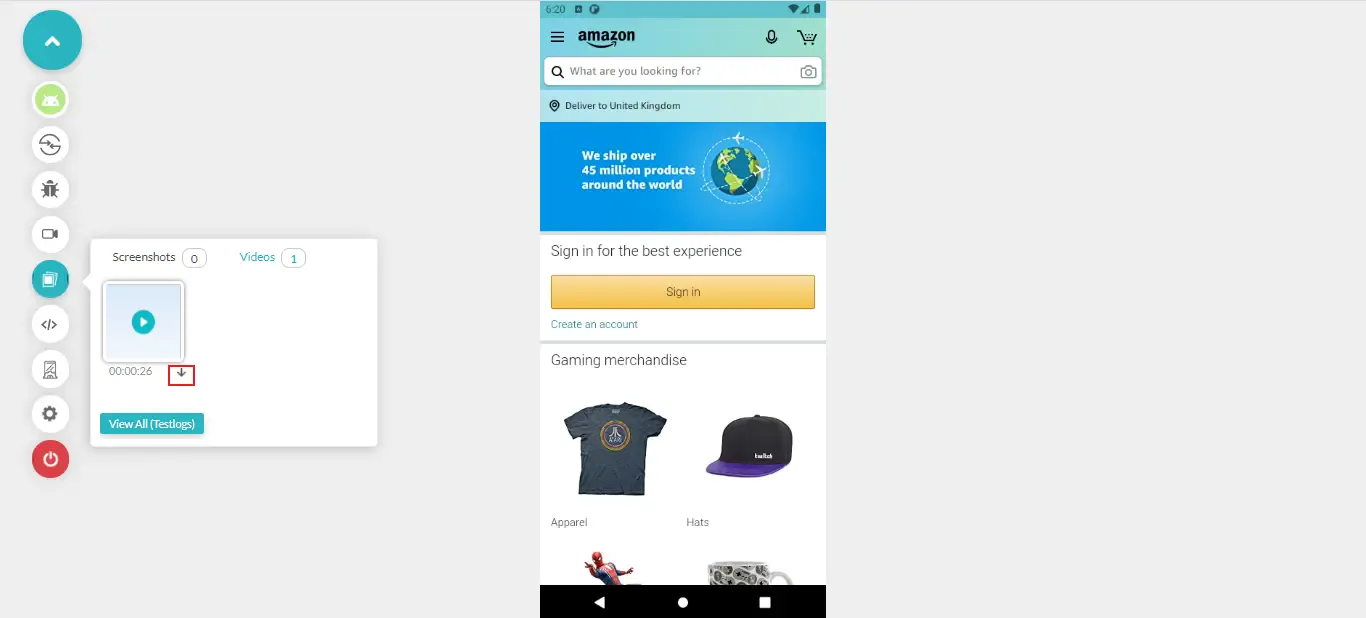 6:20
amazon
What are you looking for?
Deliver to United Kingdom
We ship over
45 million products
around the world
Screenshots 0 Videos 1
00:00:26
View All (Testlogs)
Sign in for the best experience
Sign in
Create an account
Gaming merchandise
Apparel
Hats